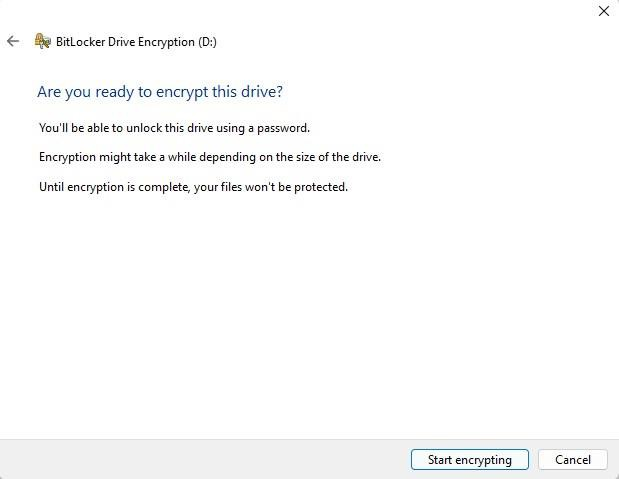 BitLocker Drive Encryption (D:)
Are you ready to encrypt this drive?
You'll be able to unlock this drive using a password.
Encryption might take a while depending on the size of the drive.
Until encryption is complete, your files won't be protected.
Start encrypting
Cancel